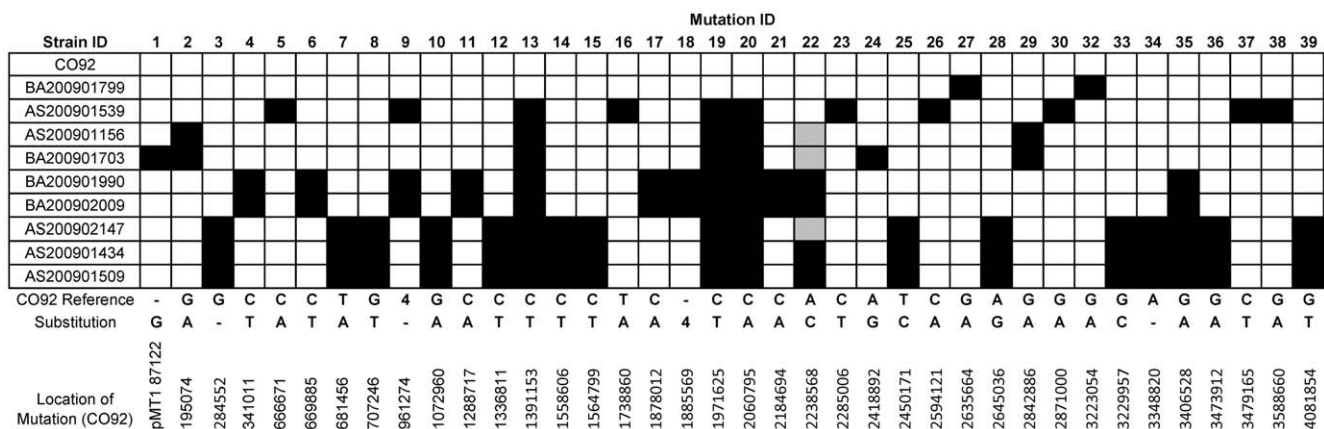 Mutation ID
Strain ID 1 2 3 4 5 6 7 8 9 10 11 12 13 14 15 16 17 18 19 20 21 22 23 24 25 26 27 28 29 30 32 33 34 35 36 37 38 39
CO92
BA200901799
AS200901539
AS200901156
BA200901703
BA200901990
BA200902009
AS200902147
AS200901434
AS200901509
CO92 Reference - G G C C C T G 4 G C C C C C T C - C C C A C A T C G A G G G G A G G C G G
Substitution G A - T A T A T - A A T T T T A A 4 T A A C T G C A A G A A A C - A A T A T
Location of
Mutation (CO92)
pMT1 87122
195074
284552
341011
666671
669885
681456
707246
961274
1072960
1288717
1336811
1391153
1558606
1564799
1738860
1878012
1885569
1971625
2060795
2184694
2238568
2285006
2418892
2450171
2594121
2635664
2645036
2842886
2871000
3223054
3229957
3348820
3406528
3473912
3479165
3588660
4081854